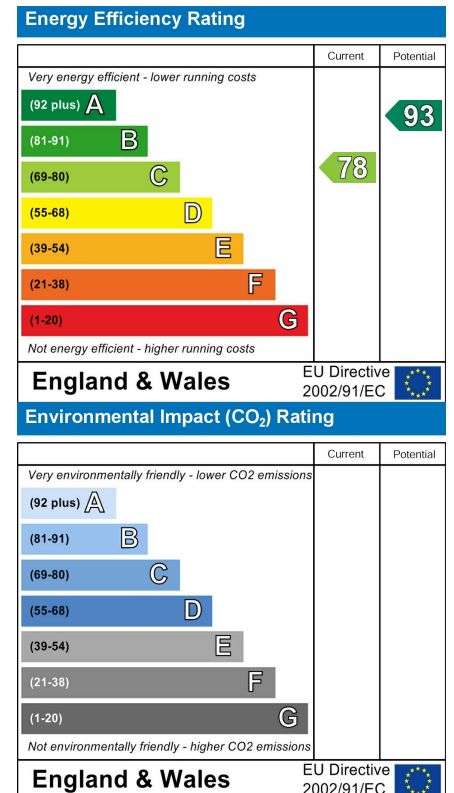 Energy Efficiency Rating
Current Potential
Very energy efficient - lower running costs
(92 plus) A
93
(81-91) B
(69-80) C
78
(55-68) D
(39-54) E
(21-38) F
(1-20) G
Not energy efficient - higher running costs
England & Wales
EU Directive
2002/91/EC
Environmental Impact (CO₂) Rating
Current Potential
Very environmentally friendly - lower CO2 emissions
(92 plus) A
(81-91) B
(69-80) C
(55-68) D
(39-54) E
(21-38) F
(1-20) G
Not environmentally friendly - higher CO2 emissions
England & Wales
EU Directive
2002/91/EC